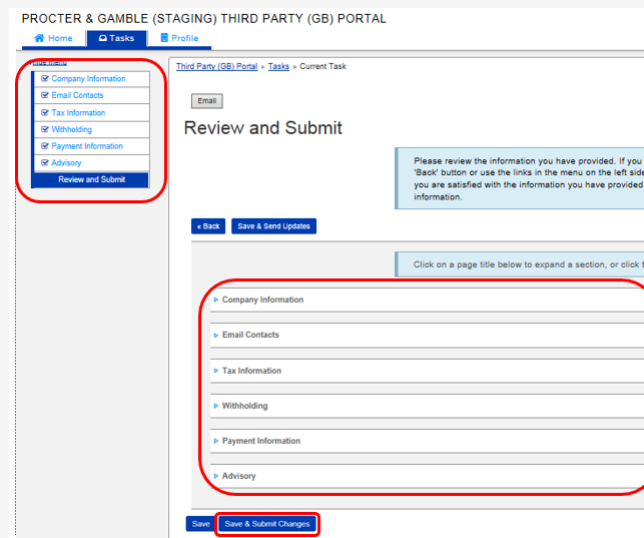 PROCTER & GAMBLE (STAGING) THIRD PARTY (GB) PORTAL
Home Tasks Profile
hide menu
Company Information
Email Contacts
Tax Information
Withholding
Payment Information
Advisory
Review and Submit
Third Party (GB) Portal » Tasks » Current Task
Email
Review and Submit
Please review the information you have provided. If you
'Back' button or use the links in the menu on the left side
you are satisfied with the information you have provided
information.
« Back Save & Send Updates
Click on a page title below to expand a section, or click
Company Information
Email Contacts
Tax Information
Withholding
Payment Information
Advisory
Save Save & Submit Changes